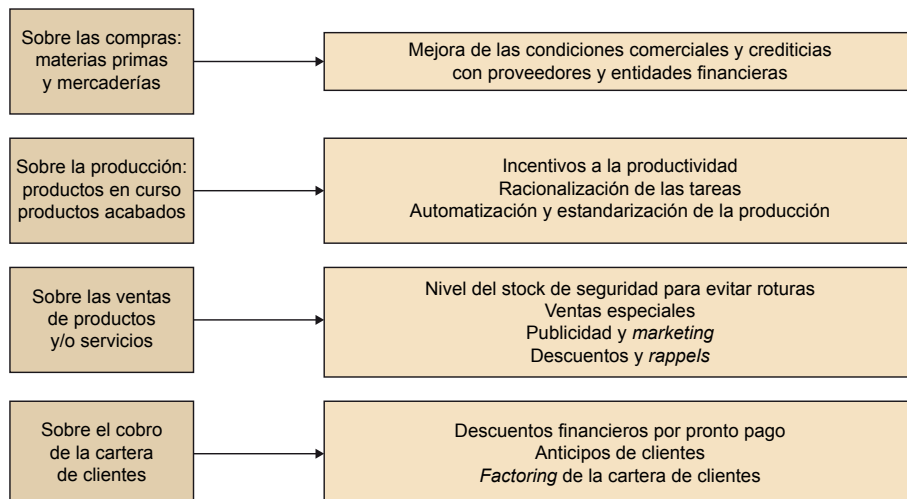 Sobre las compras:
materias primas
y mercaderías
Mejora de las condiciones comerciales y crediticias
con proveedores y entidades financieras
Sobre la producción:
productos en curso
productos acabados
Incentivos a la productividad
Racionalización de las tareas
Automatización y estandarización de la producción
Sobre las ventas
de productos
y/o servicios
Nivel del stock de seguridad para evitar roturas
Ventas especiales
Publicidad y marketing
Descuentos y rappels
Sobre el cobro
de la cartera
de clientes
Descuentos financieros por pronto pago
Anticipos de clientes
Factoring de la cartera de clientes